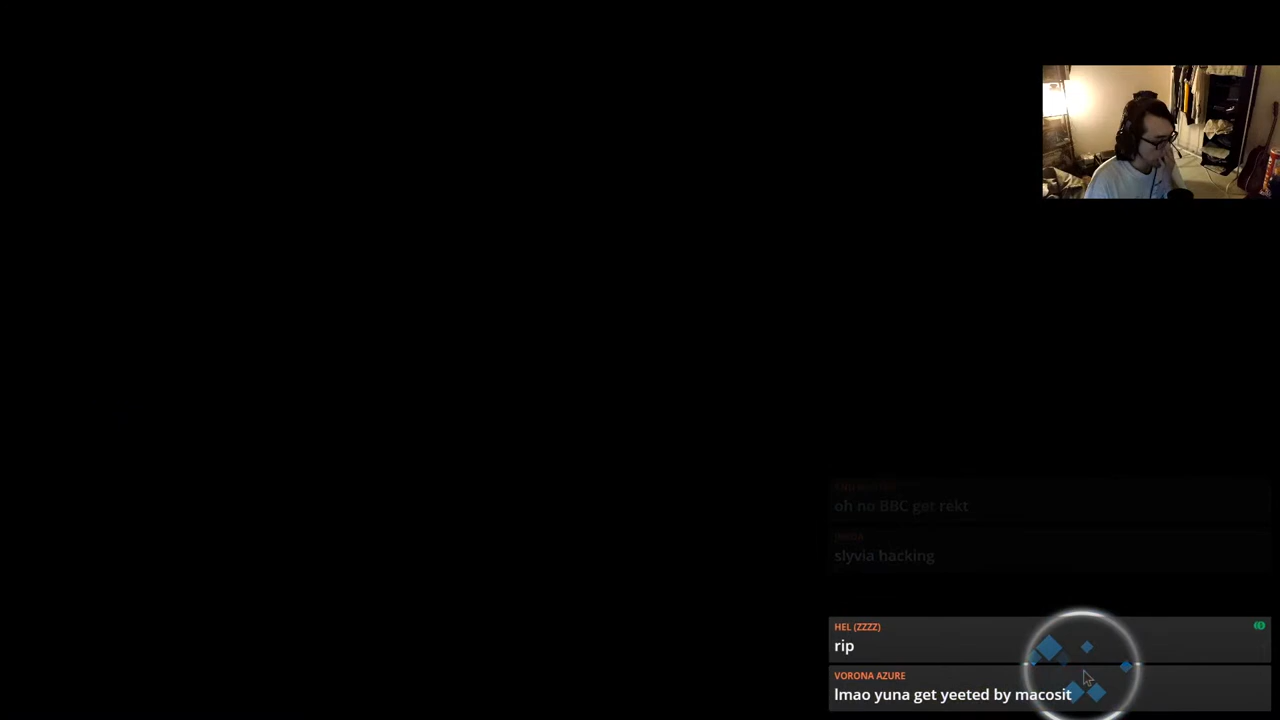 oh no BBC get rekt
slyvia hacking
HEL (ZZZZ)
rip
VORONA AZURE
lmao yuna get yeeted by macosit